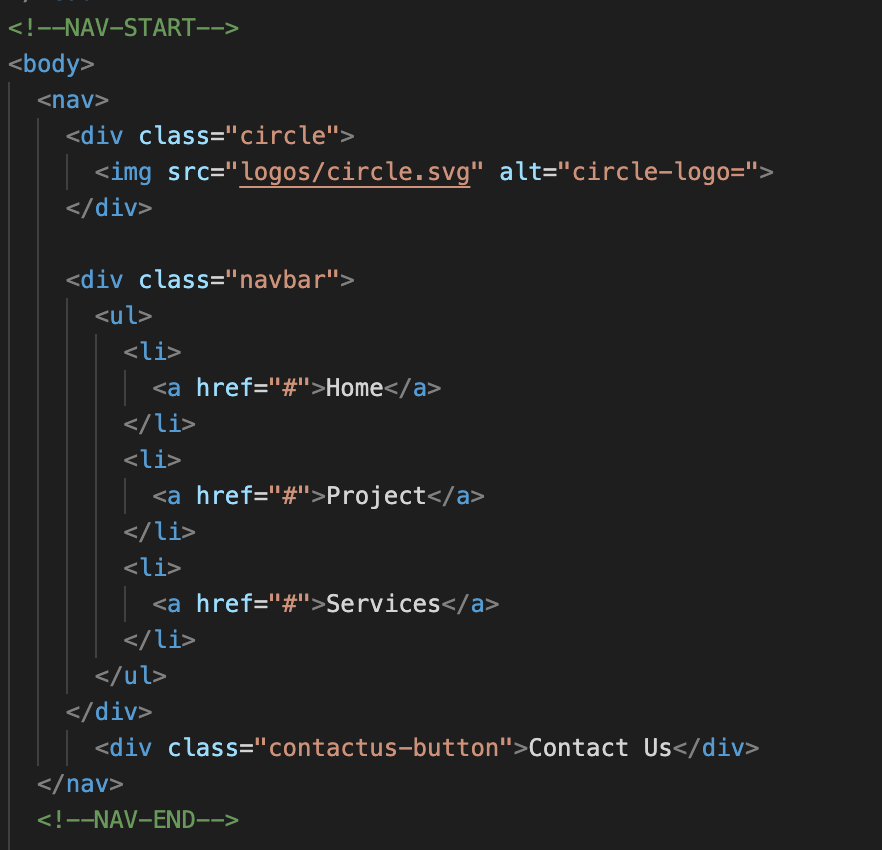 <!--NAV-START-->
<body>
<nav>
<div class="circle">
<img src="logos/circle.svg" alt="circle-logo=">
</div>
<div class="navbar">
<ul>
<li>
<a href="#">Home</a>
</li>
<li>
<a href="#">Project</a>
</li>
<li>
<a href="#">Services</a>
</li>
</ul>
</div>
<div class="contactus-button">Contact Us</div>
</nav>
<!--NAV-END-->